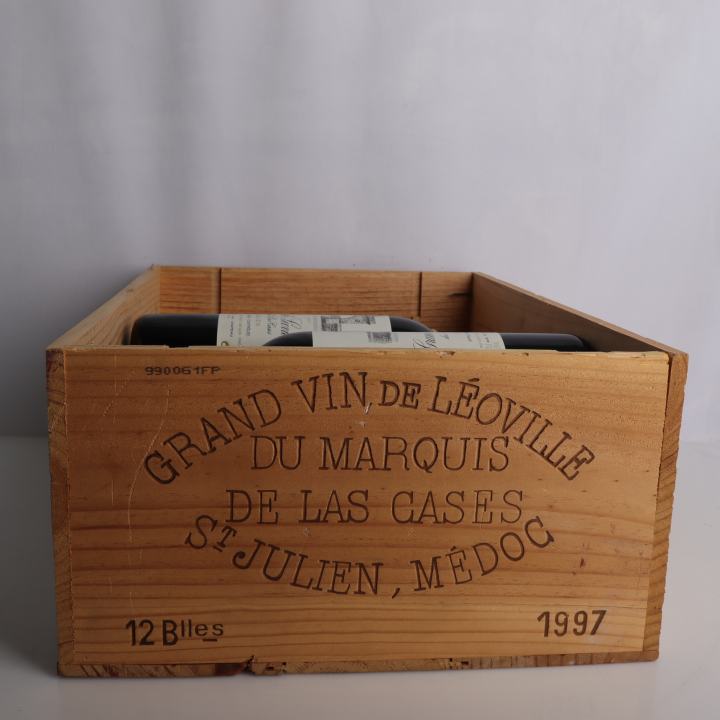 990061FP
GRAND VIN DE LÉOVILLE
DU MARQUIS
DE LAS CASES
ST JULIEN, MÉDOC
12 Blles
1997